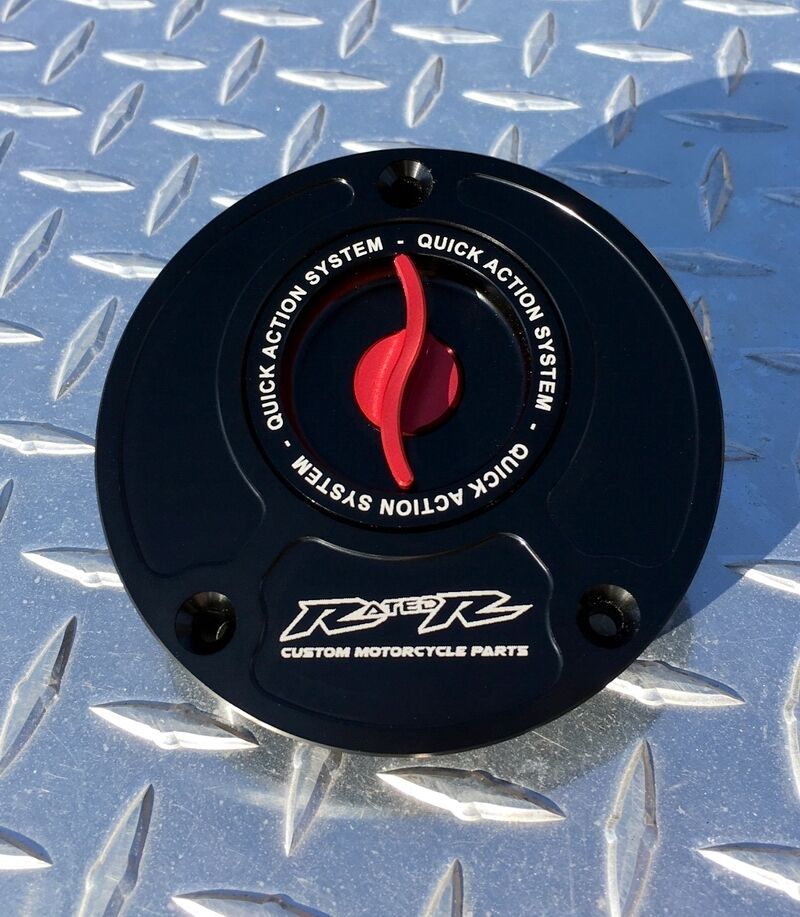 QUICK ACTION SYSTEM - QUICK ACTION SYSTEM - QUICK ACTION SYSTEM -
RATED R
CUSTOM MOTORCYCLE PARTS